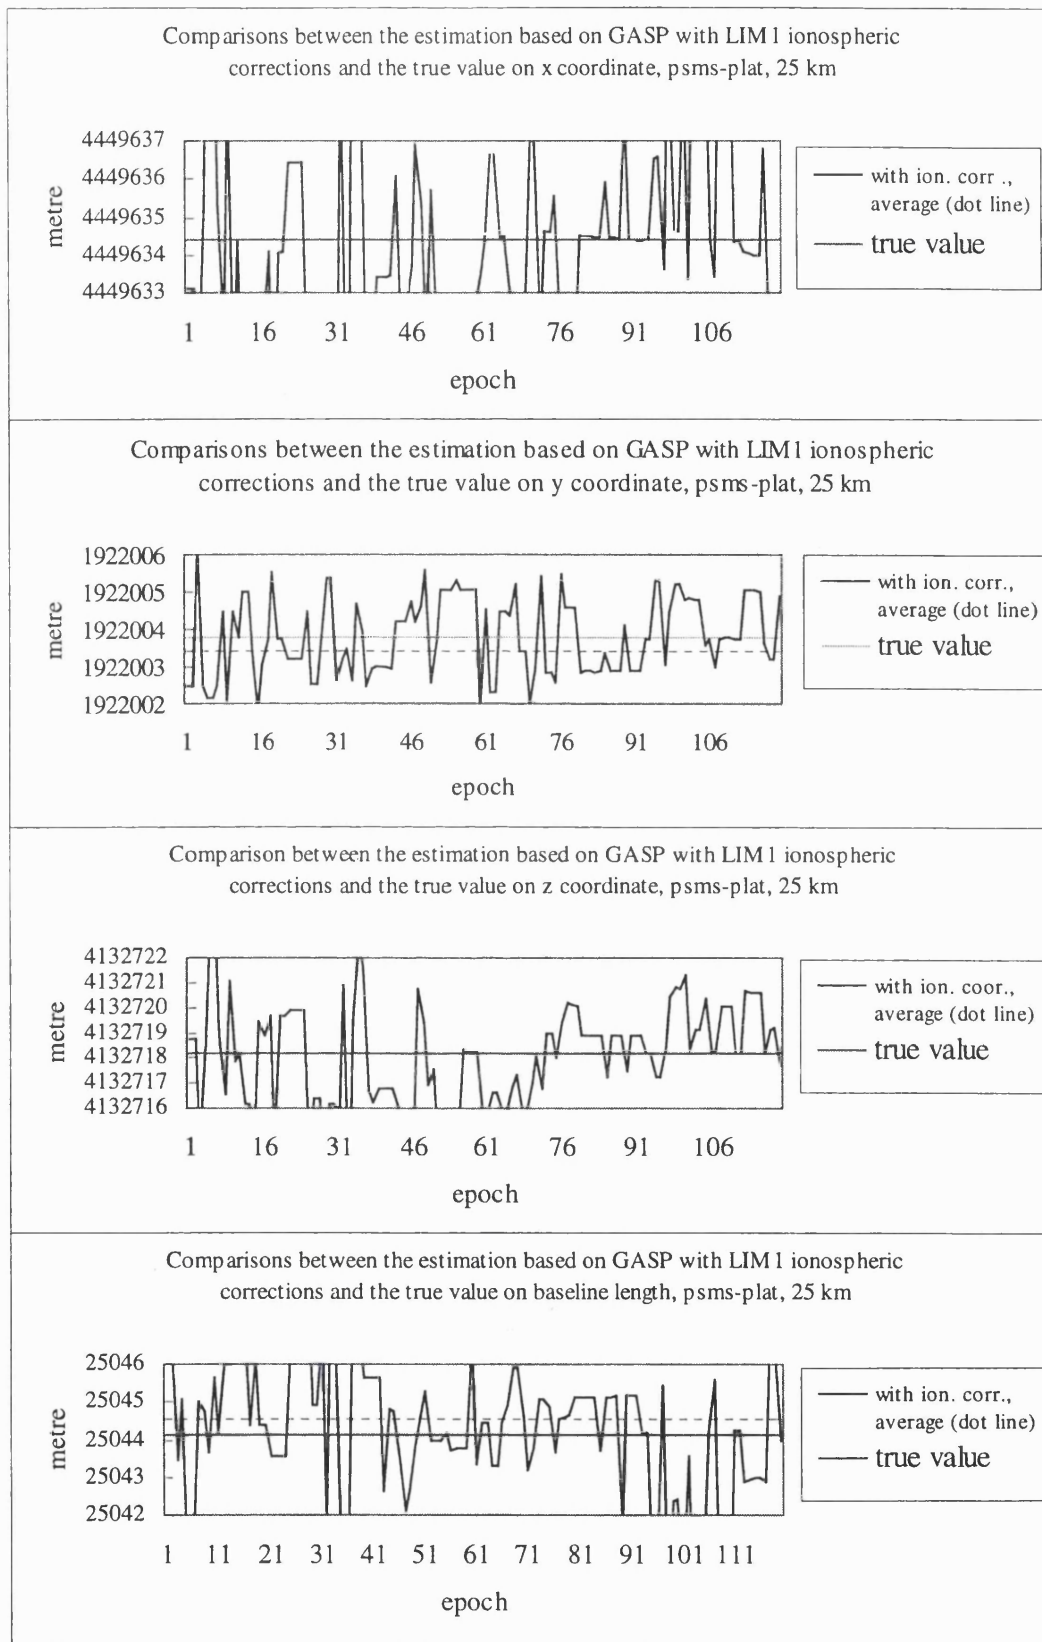 Comparisons between the estimation based on GASP with LIM1 ionospheric
corrections and the true value on x coordinate, psms-plat, 25 km
4449637
4449636
4449635
4449634
4449633
metre
1 16 31 46 61 76 91 106
epoch
with ion. corr .,
average (dot line)
true value
Comparisons between the estimation based on GASP with LIM1 ionospheric
corrections and the true value on y coordinate, psms-plat, 25 km
1922006
1922005
1922004
1922003
1922002
metre
1 16 31 46 61 76 91 106
epoch
with ion. corr.,
average (dot line)
true value
Comparison between the estimation based on GASP with LIM1 ionospheric
corrections and the true value on z coordinate, psms-plat, 25 km
4132722
4132721
4132720
4132719
4132718
4132717
4132716
metre
1 16 31 46 61 76 91 106
epoch
with ion. coor.,
average (dot line)
true value
Comparisons between the estimation based on GASP with LIM1 ionospheric
corrections and the true value on baseline length, psms-plat, 25 km
25046
25045
25044
25043
25042
metre
1 11 21 31 41 51 61 71 81 91 101 111
epoch
with ion. corr.,
average (dot line)
true value